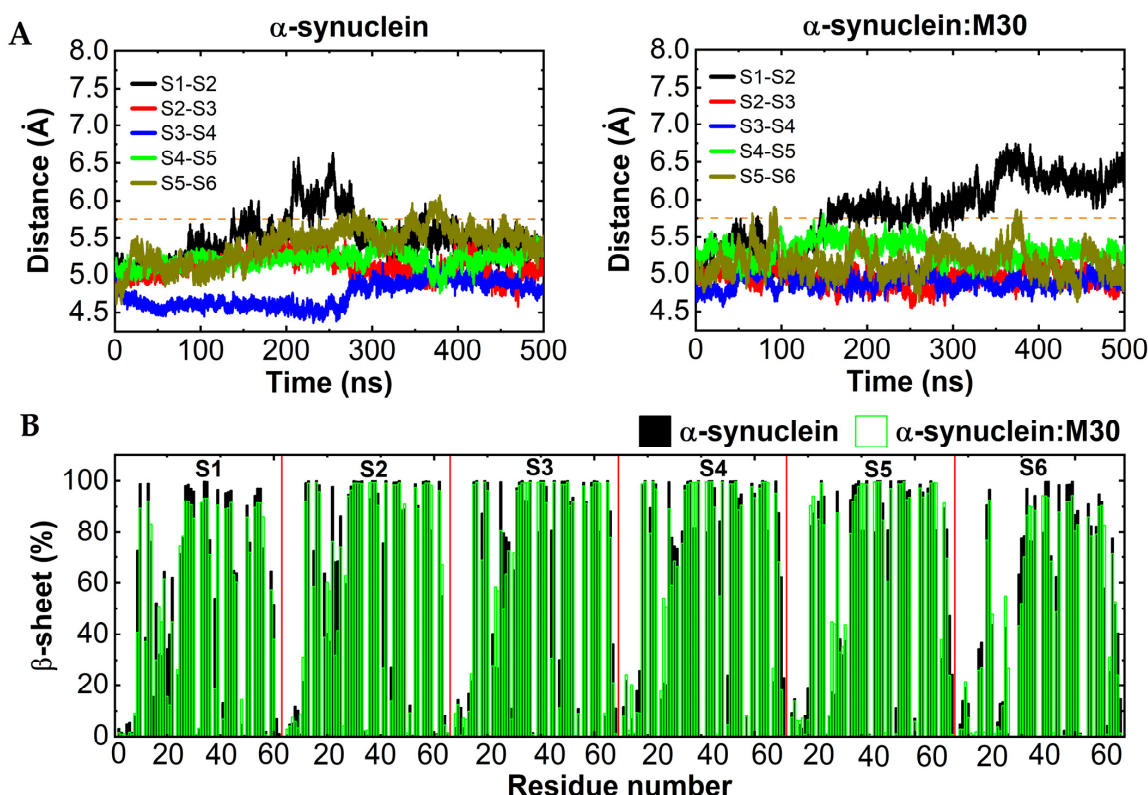 A
α-synuclein
α-synuclein:M30
8.0
7.5
7.0
6.5
6.0
5.5
5.0
4.5
Distance (Å)
S1-S2
S2-S3
S3-S4
S4-S5
S5-S6
0 100 200 300 400 500
Time (ns)
8.0
7.5
7.0
6.5
6.0
5.5
5.0
4.5
Distance (Å)
S1-S2
S2-S3
S3-S4
S4-S5
S5-S6
0 100 200 300 400 500
Time (ns)
B
α-synuclein α-synuclein:M30
S1 S2 S3 S4 S5 S6
100
80
60
40
20
0
β-sheet (%)
0 20 40 60 20 40 60 20 40 60 20 40 60 20 40 60 20 40 60
Residue number